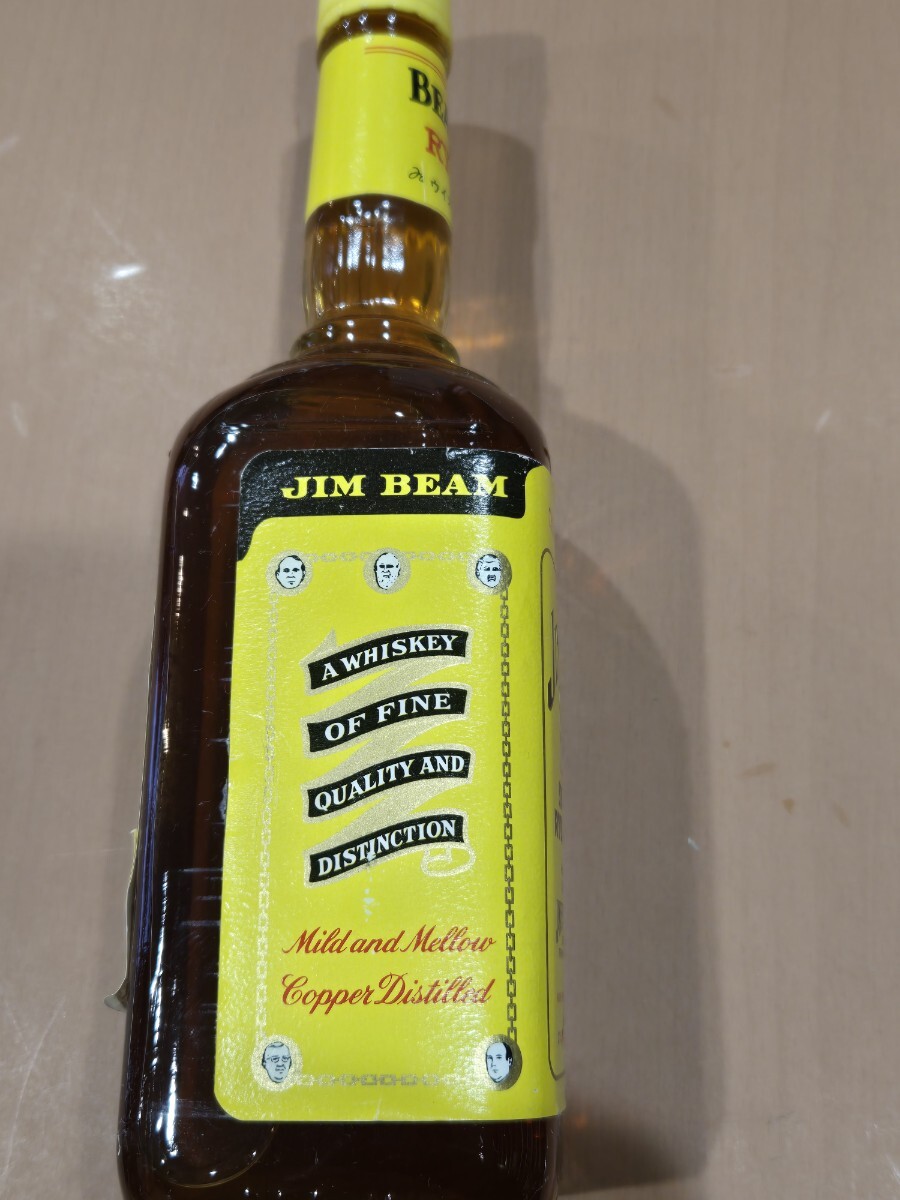 JIM BEAM
A WHISKEY
OF FINE
QUALITY AND
DISTINCTION
Mild and Mellow
Copper Distilled